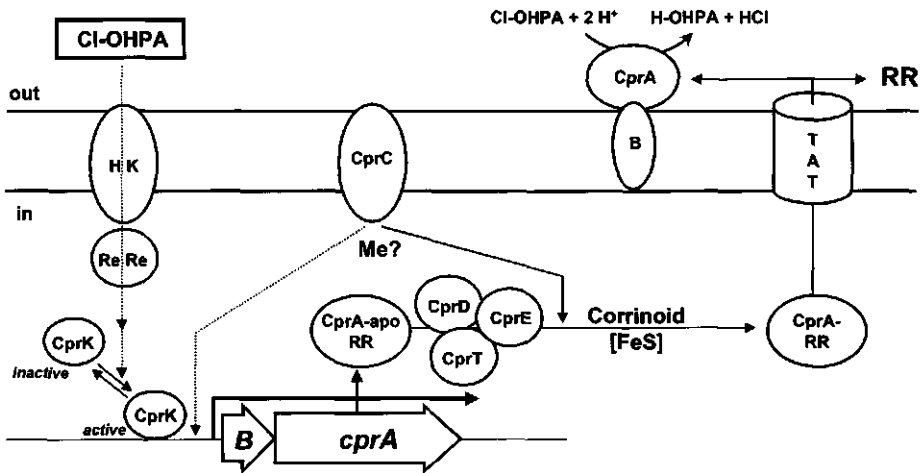 Cl-OHPA + 2 H⁺ H-OHPA + HCl
Cl-OHPA
CprA
RR
out
H K
CprC
B
T
A
T
in
Me?
Re Re
CprD
CprE
CprA-apo
RR
CprT
Corrinoid
[FeS]
CprA-
RR
CprK
inactive
CprK
active
B
cprA